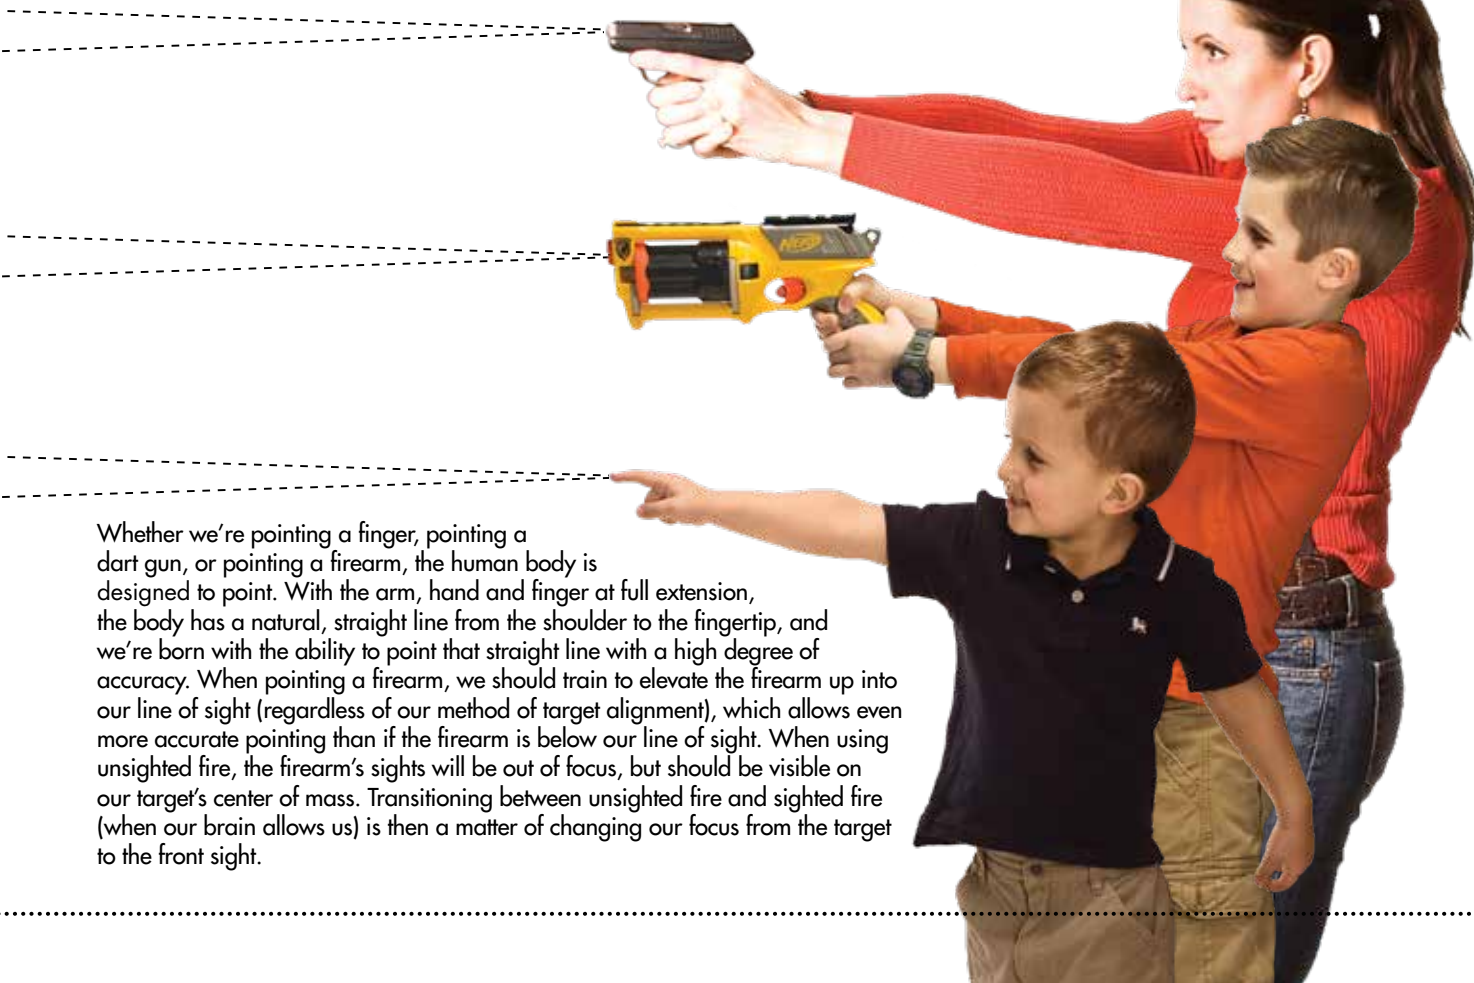 NERF
Whether we’re pointing a finger, pointing a
dart gun, or pointing a firearm, the human body is
designed to point. With the arm, hand and finger at full extension,
the body has a natural, straight line from the shoulder to the fingertip, and
we’re born with the ability to point that straight line with a high degree of
accuracy. When pointing a firearm, we should train to elevate the firearm up into
our line of sight (regardless of our method of target alignment), which allows even
more accurate pointing than if the firearm is below our line of sight. When using
unsighted fire, the firearm’s sights will be out of focus, but should be visible on
our target’s center of mass. Transitioning between unsighted fire and sighted fire
(when our brain allows us) is then a matter of changing our focus from the target
to the front sight.